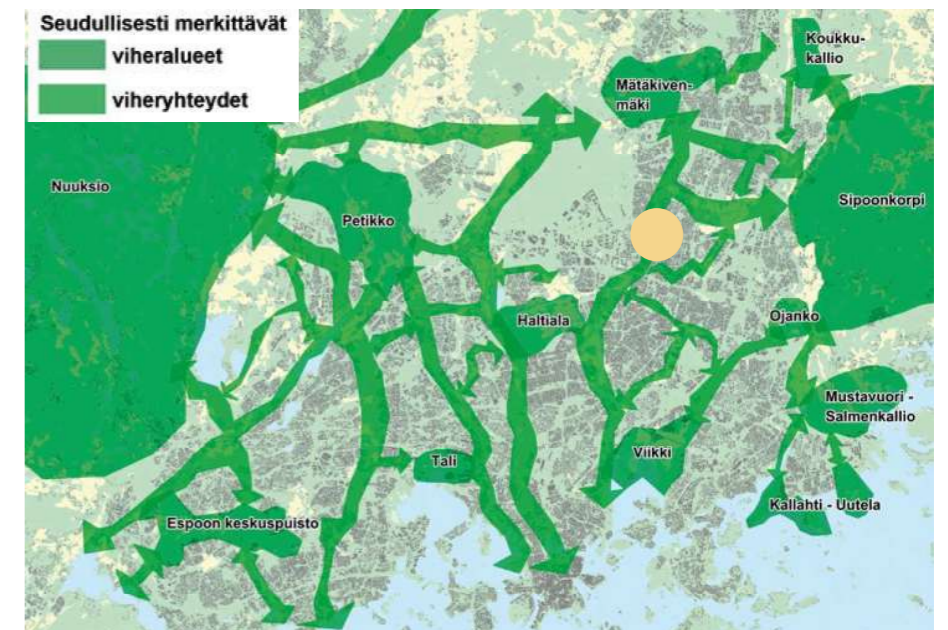 Seudullisesti merkittävät
viheralueet
viheryhteydet
Koukku-
kallio
Mätäkiven-
mäki
Nuuksio
Petikko
Sipoonkorpi
Haltiala
Ojanko
Mustavuori -
Salmenkallio
Tali
Viikki
Kallahti - Uutela
Espoon keskuspuisto